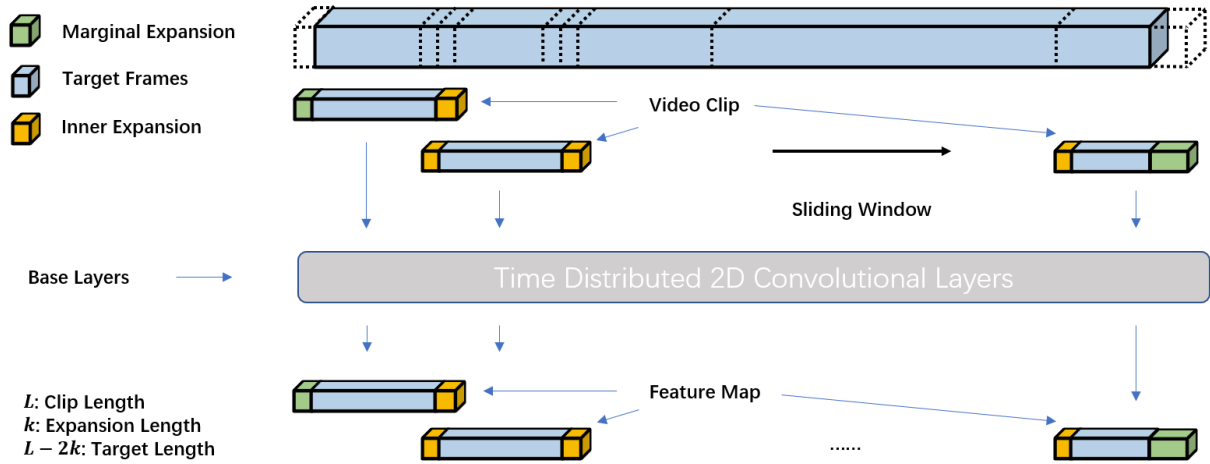 Marginal Expansion
Target Frames
Inner Expansion
Video Clip
Sliding Window
Base Layers
Time Distributed 2D Convolutional Layers
Feature Map
L: Clip Length
k: Expansion Length
L − 2k: Target Length
......